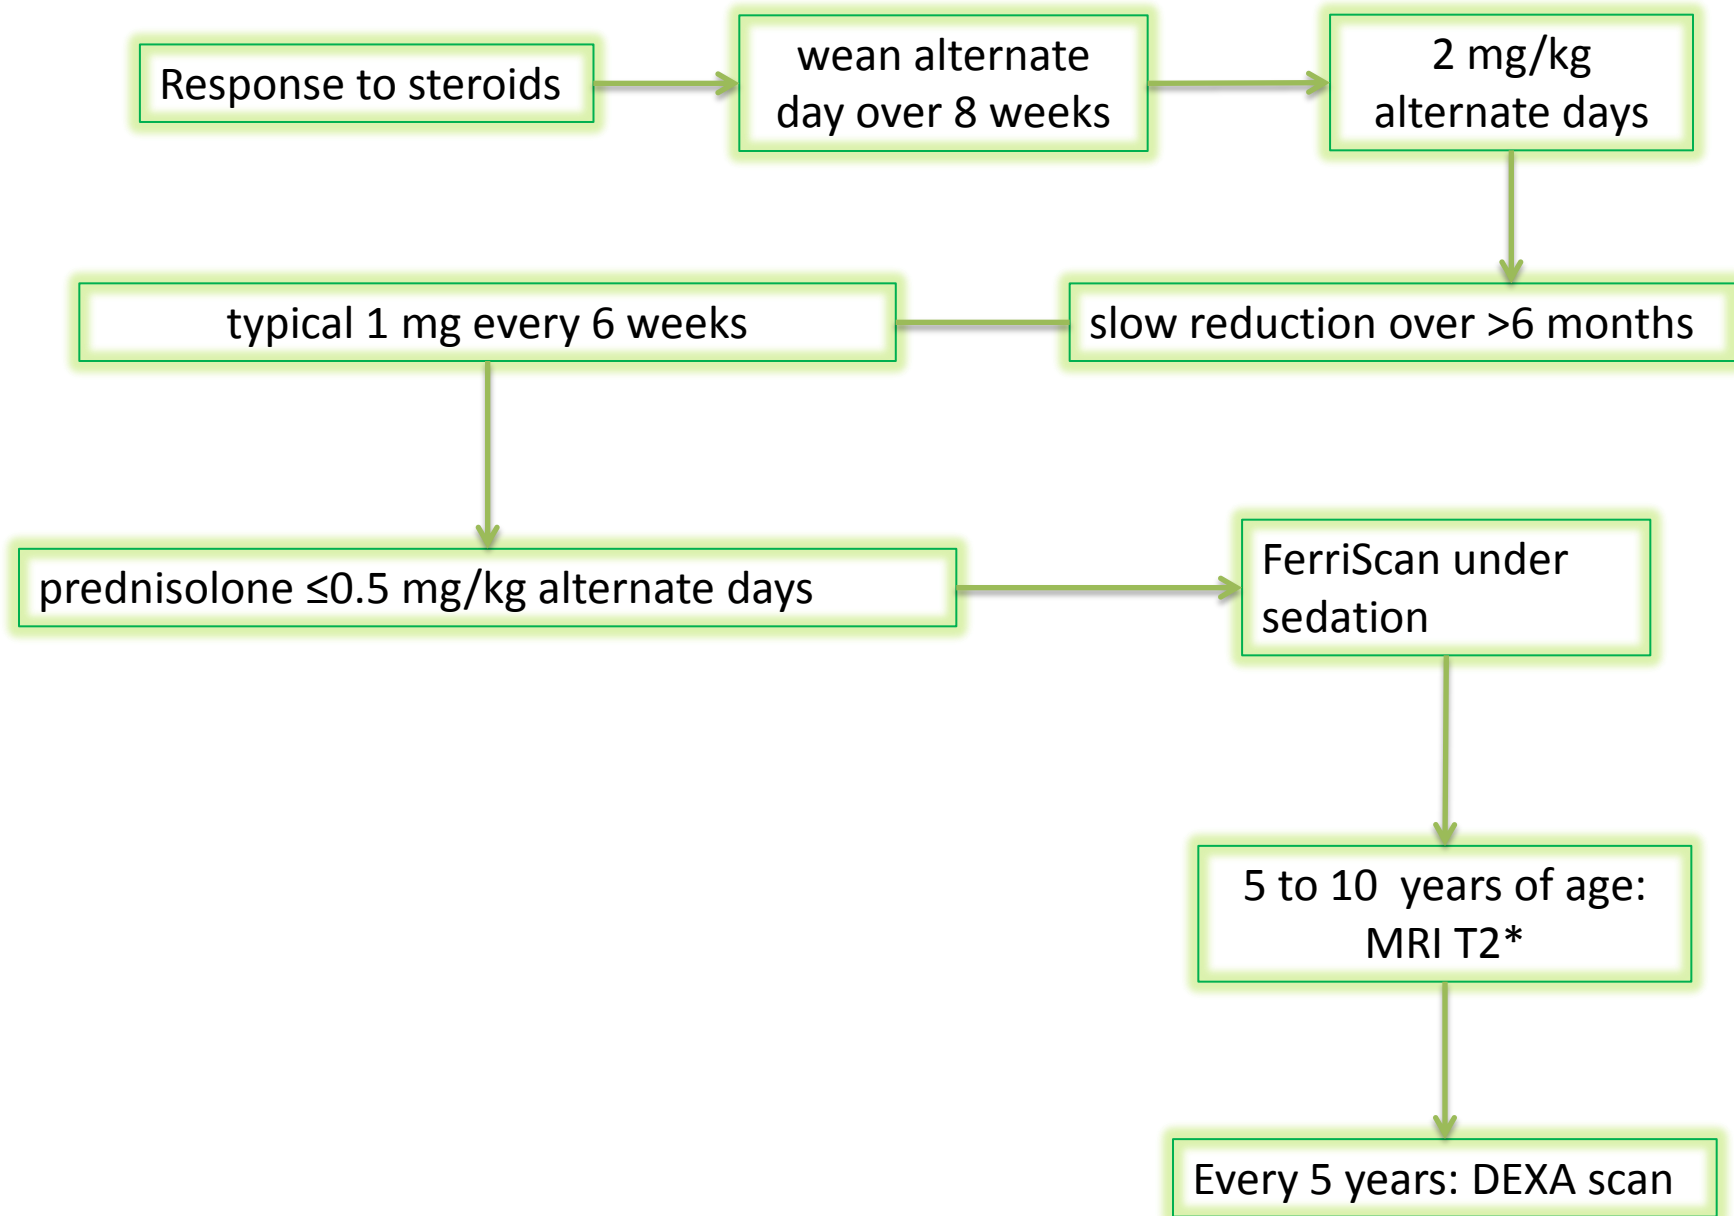 Response to steroids
wean alternate
day over 8 weeks
2 mg/kg
alternate days
slow reduction over >6 months
typical 1 mg every 6 weeks
prednisolone ≤0.5 mg/kg alternate days
FerriScan under
sedation
5 to 10 years of age:
MRI T2*
Every 5 years: DEXA scan